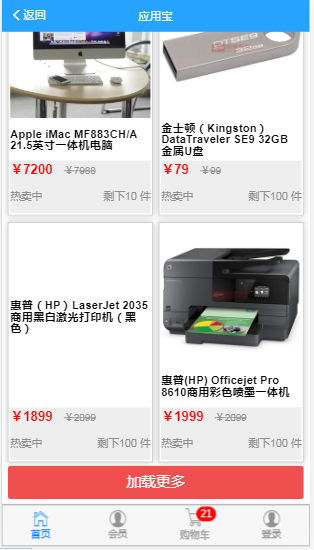 返回
应用宝
DTSE9
Apple iMac MF883CH/A
21.5英寸一体机电脑
￥7200 ￥7988
热卖中 剩下10 件
金士顿（Kingston）
DataTraveler SE9 32GB
金属U盘
￥79 ￥99
热卖中 剩下100 件
惠普（HP）LaserJet 2035
商用黑白激光打印机（黑
色）
￥1899 ￥2099
热卖中 剩下100 件
惠普(HP) Officejet Pro
8610商用彩色喷墨一体机
￥1999 ￥2999
热卖中 剩下100 件
加载更多
首页
会员
21
购物车
登录